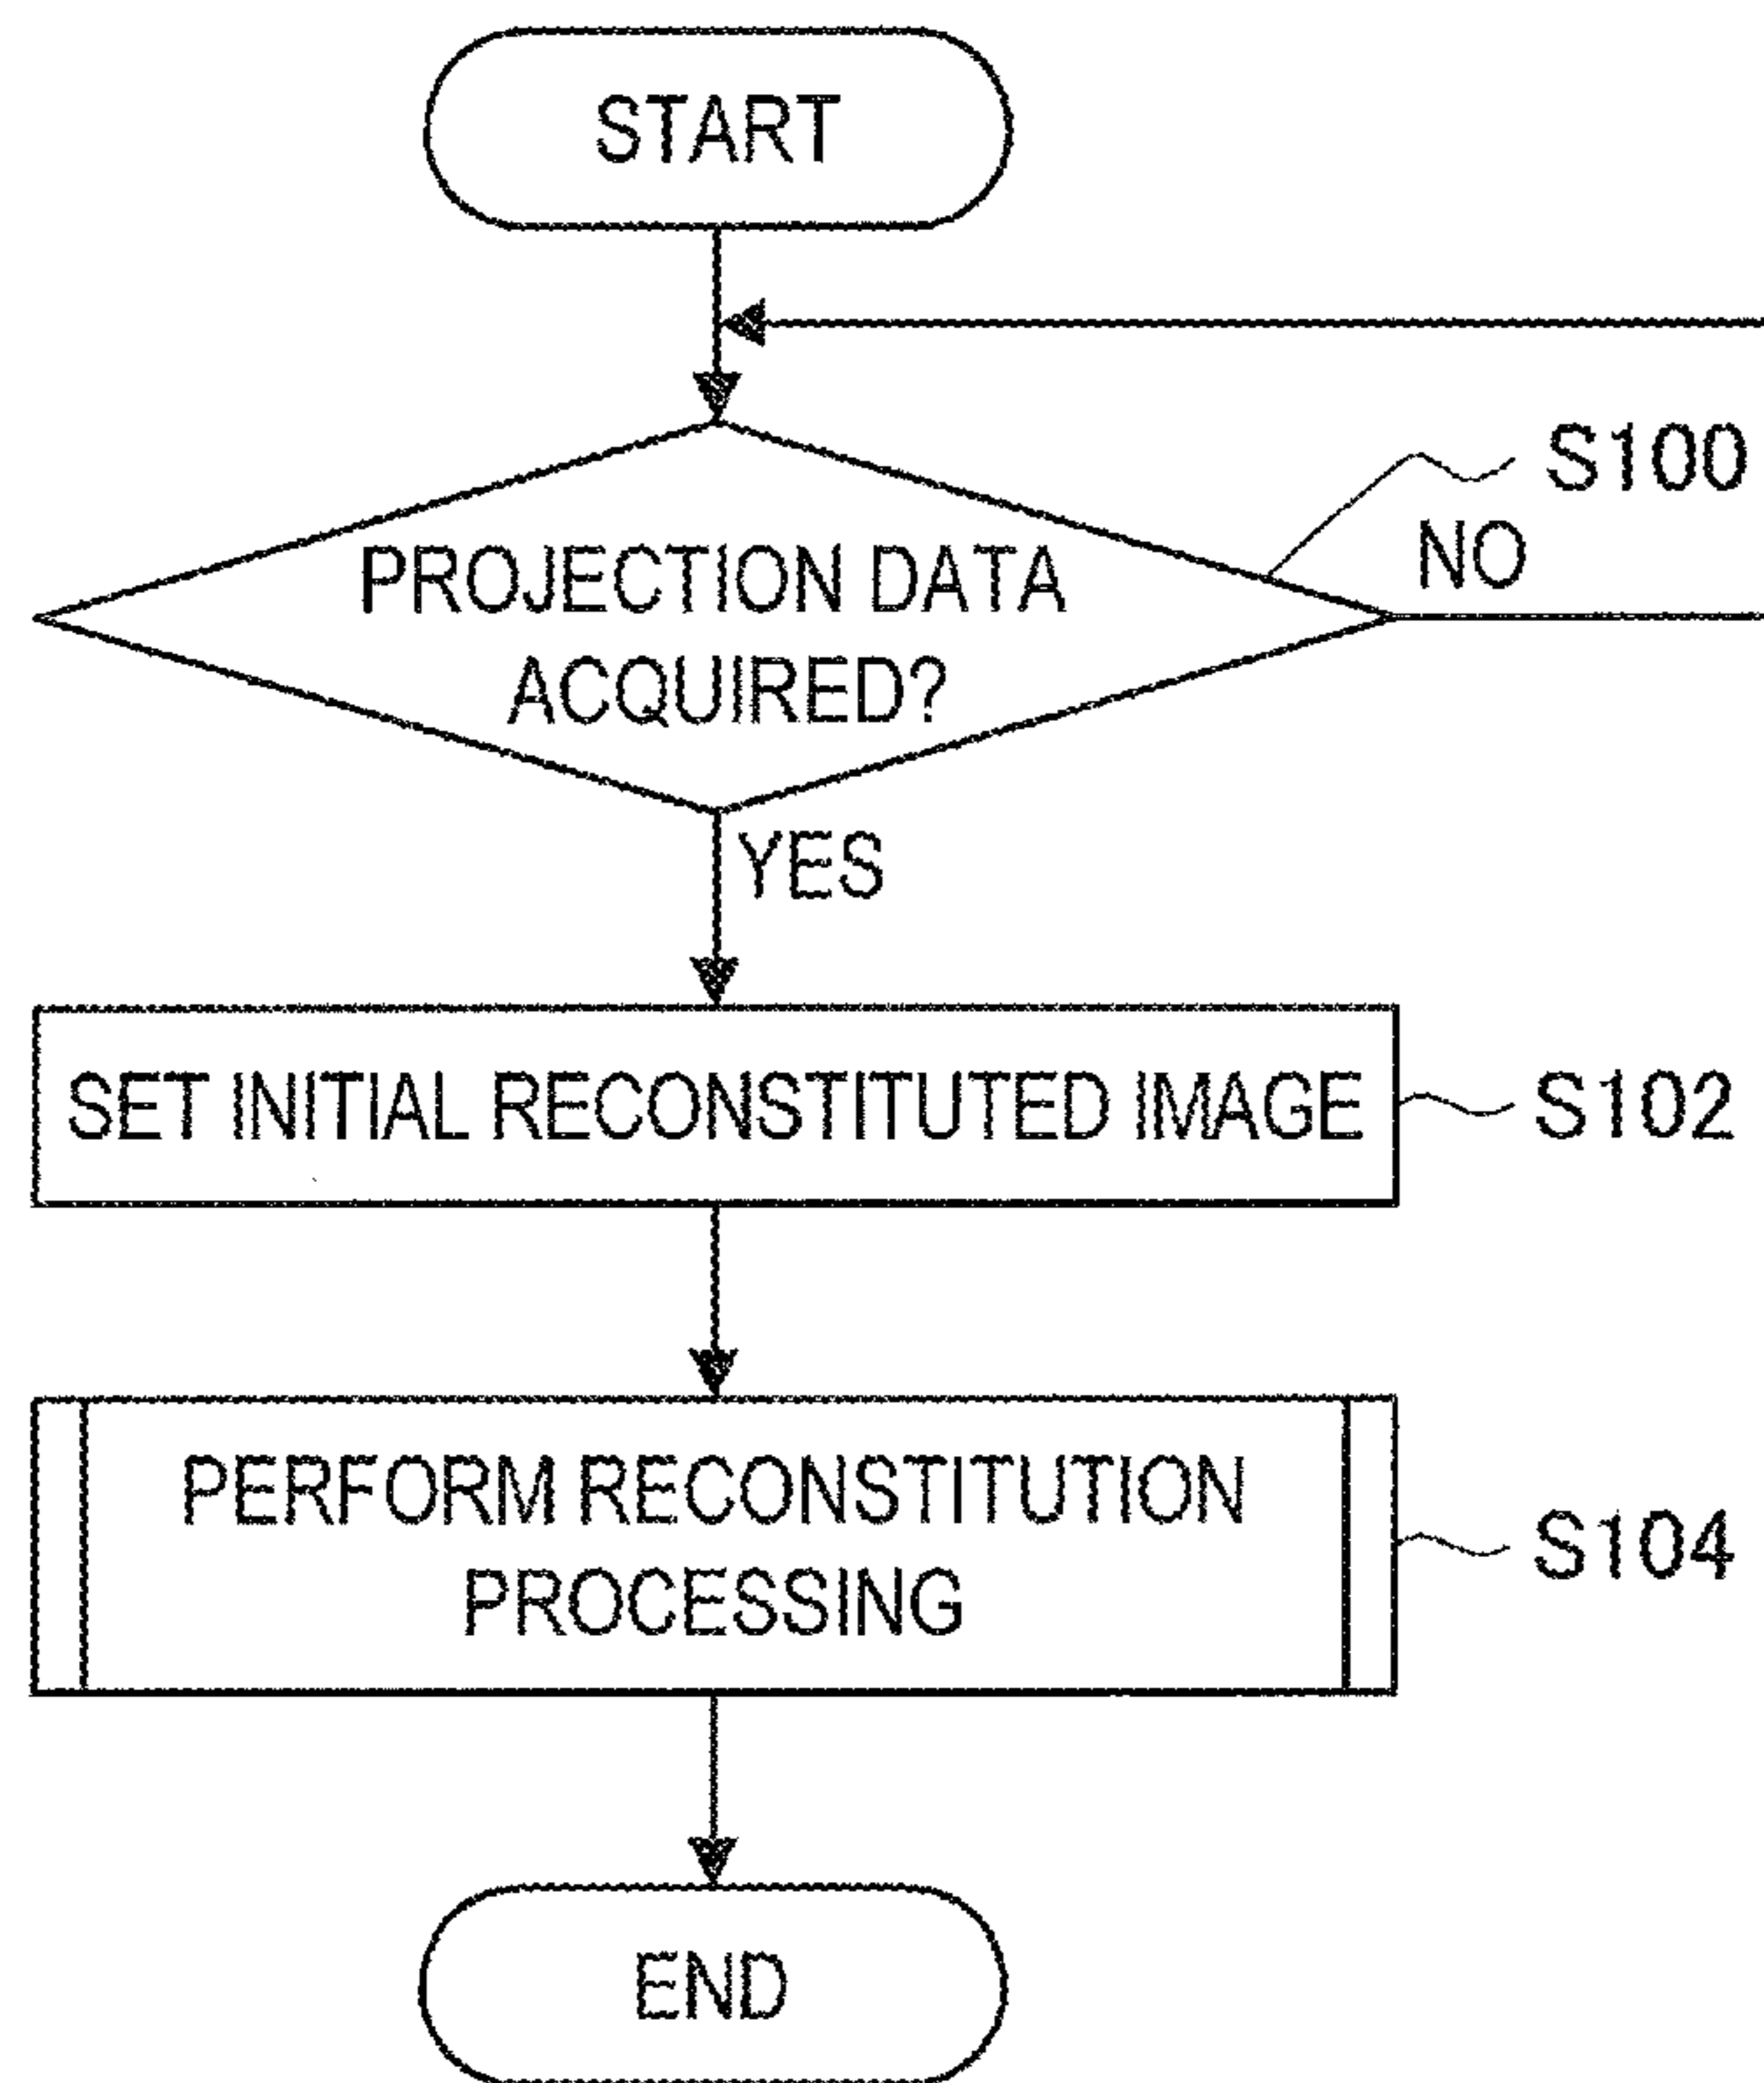 START
S100
NO
PROJECTION DATA
ACQUIRED?
YES
SET INITIAL RECONSTITUTED IMAGE
S102
PERFORM RECONSTITUTION
PROCESSING
S104
END